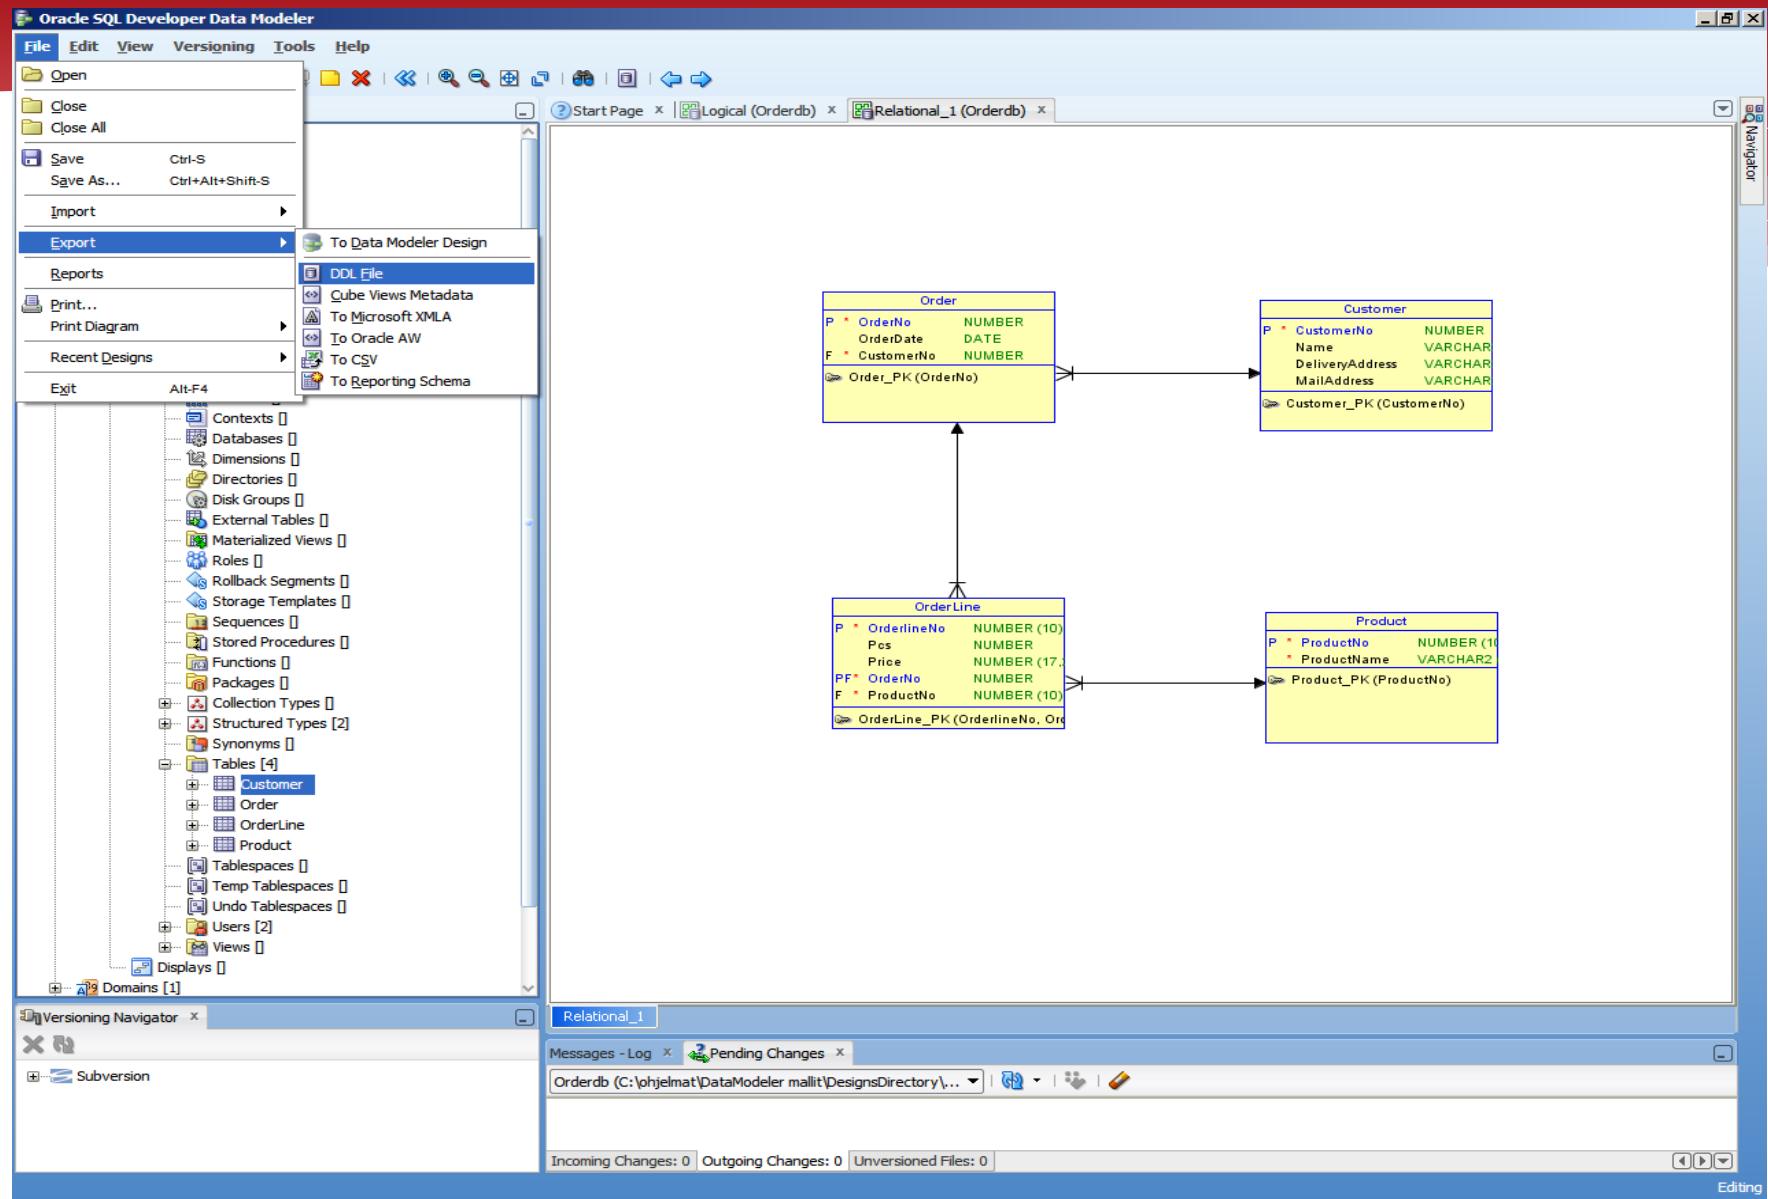 Oracle SQL Developer Data Modeler
File Edit View Versioning Tools Help
Open
Close
Close All
Save Ctrl-S
Save As... Ctrl+Alt+Shift-S
Import
Export
Reports
Print...
Print Diagram
Recent Designs
Exit Alt-F4
To Data Modeler Design
DDL File
Cube Views Metadata
To Microsoft XMLA
To Oracle AW
To CSV
To Reporting Schema
Contexts []
Databases []
Dimensions []
Directories []
Disk Groups []
External Tables []
Materialized Views []
Roles []
Rollback Segments []
Storage Templates []
Sequences []
Stored Procedures []
Functions []
Packages []
Collection Types []
Structured Types [2]
Synonyms []
Tables [4]
Customer
Order
OrderLine
Product
Tablespaces []
Temp Tablespaces []
Undo Tablespaces []
Users [2]
Views []
Displays []
Domains [1]
Versioning Navigator x
Subversion
Start Page x Logical (Orderdb) x Relational_1 (Orderdb) x
Navigator
Order
P * OrderNo NUMBER
OrderDate DATE
F * CustomerNo NUMBER
Order_PK (OrderNo)
Customer
P * CustomerNo NUMBER
Name VARCHAR
DeliveryAddress VARCHAR
MailAddress VARCHAR
Customer_PK (CustomerNo)
OrderLine
P * OrderlineNo NUMBER (10)
Pcs NUMBER
Price NUMBER (17,
PF* OrderNo NUMBER
F * ProductNo NUMBER (10)
OrderLine_PK (OrderlineNo, Ord
Product
P * ProductNo NUMBER (10
* ProductName VARCHAR2
Product_PK (ProductNo)
Relational_1
Messages - Log x Pending Changes x
Orderdb (C:\ohjelmat\DataModeler mallit\DesignsDirectory\...
Incoming Changes: 0 Outgoing Changes: 0 Unversioned Files: 0
Editing